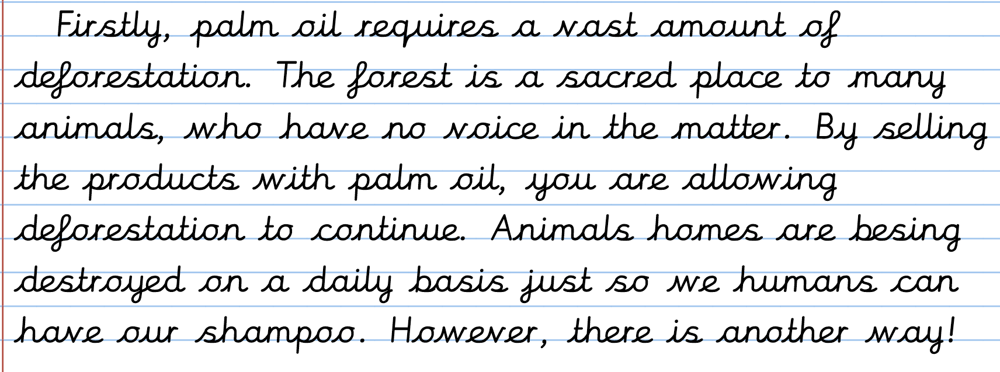 Firstly, palm oil requires a vast amount of
deforestation. The forest is a sacred place to many
animals, who have no voice in the matter. By selling
the products with palm oil, you are allowing
deforestation to continue. Animals homes are besing
destroyed on a daily basis just so we humans can
have our shampoo. However, there is another way!